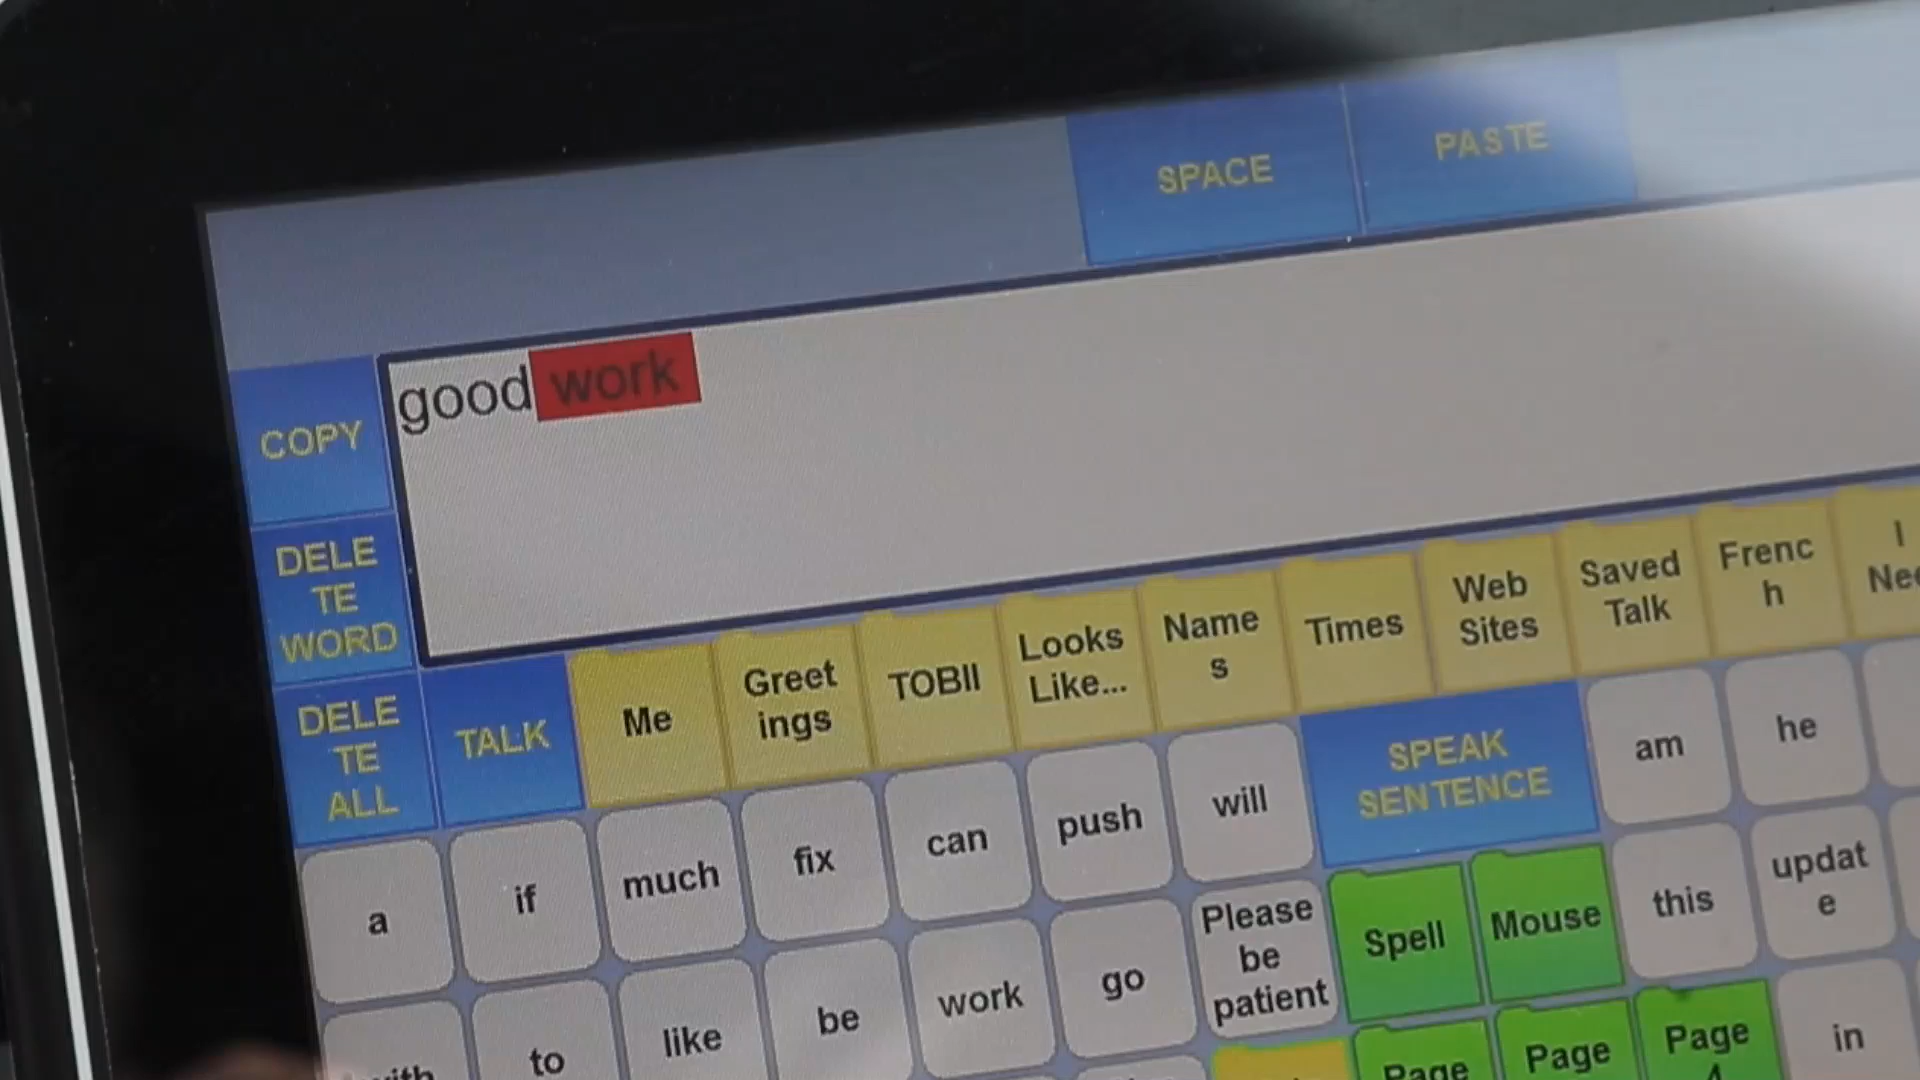 SPACE
PASTE
COPY
good work
DELE
TE
WORD
DELE
TE
ALL
TALK
Me
Greet
ings
TOBII
Looks
Like...
Name
s
Times
Web
Sites
Saved
Talk
Frenc
h
I
SPEAK
SENTENCE
am
he
a
if
much
fix
can
push
will
Spell
Mouse
this
updat
e
to
like
be
work
go
Please
be
patient
Page
Page
Page
4
in